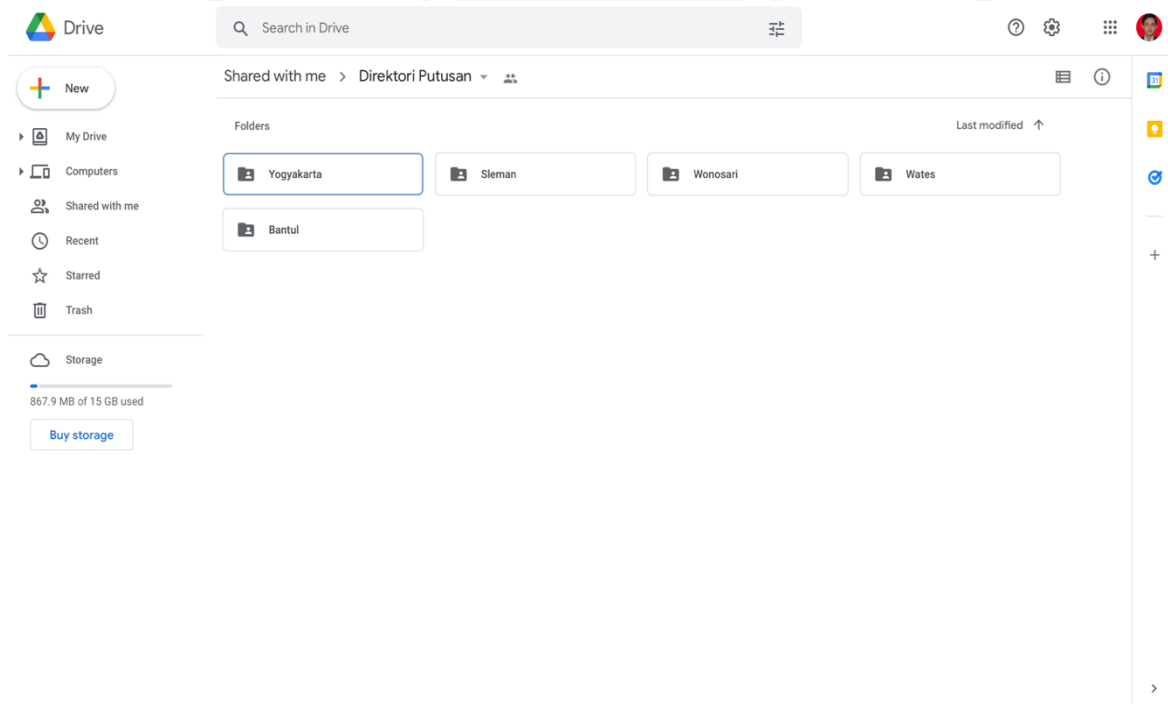 Drive
Search in Drive
New
My Drive
Computers
Shared with me
Recent
Starred
Trash
Storage
867.9 MB of 15 GB used
Buy storage
Shared with me > Direktori Putusan
Folders
Last modified
Yogyakarta
Sleman
Wonosari
Wates
Bantul
31